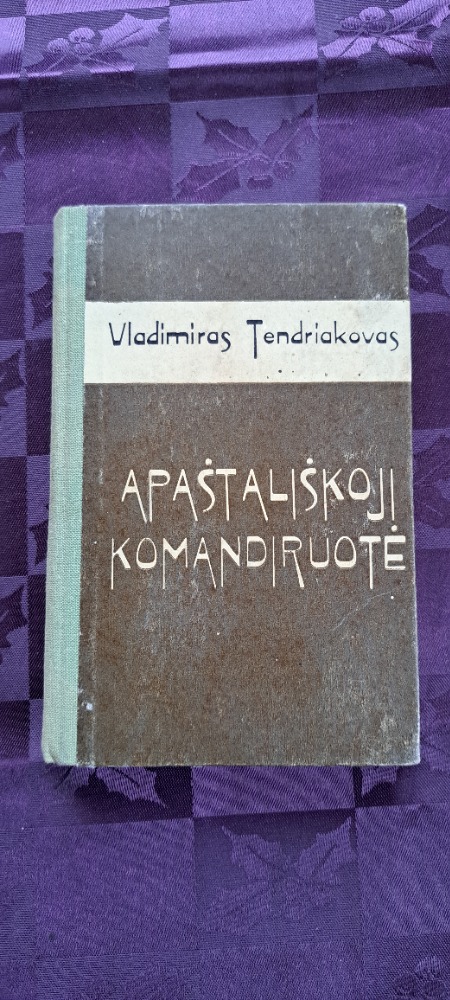 Vladimiras Tendriakovas
APAŠTALIŠKOJI
KOMANDIRUOTĖ